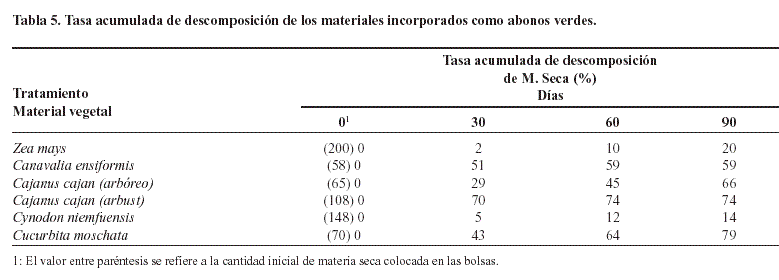 Tabla 5. Tasa acumulada de descomposición de los materiales incorporados como abonos verdes.
Tasa acumulada de descomposición
de M. Seca (%)
Tratamiento Días
Material vegetal
0¹ 30 60 90
Zea mays (200) 0 2 10 20
Canavalia ensiformis (58) 0 51 59 59
Cajanus cajan (arbóreo) (65) 0 29 45 66
Cajanus cajan (arbust) (108) 0 70 74 74
Cynodon niemfuensis (148) 0 5 12 14
Cucurbita moschata (70) 0 43 64 79
1: El valor entre paréntesis se refiere a la cantidad inicial de materia seca colocada en las bolsas.